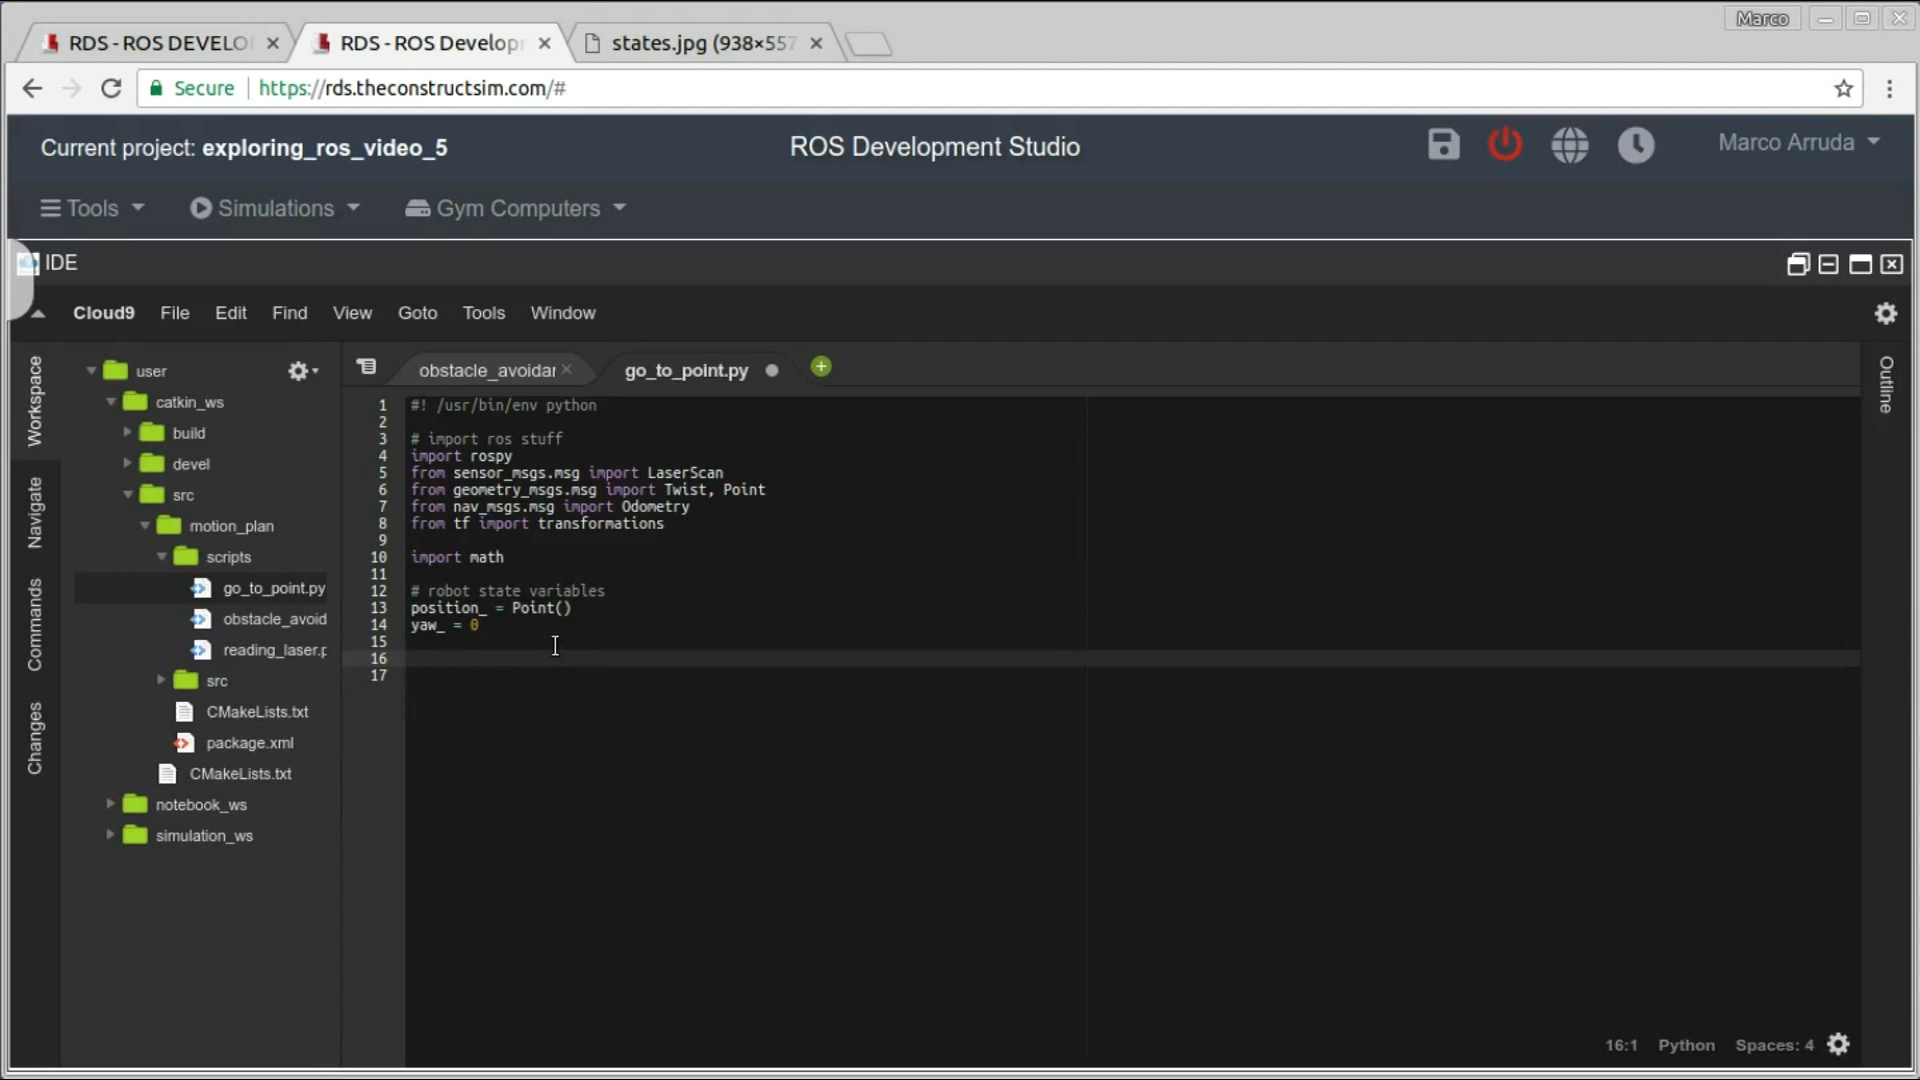 Marco
RDS - ROS DEVELO
RDS - ROS Develop
states.jpg (938×557
Secure
https://rds.theconstructsim.com/#
Current project: exploring_ros_video_5
ROS Development Studio
Marco Arruda
Tools
Simulations
Gym Computers
IDE
Cloud9 File Edit Find View Goto Tools Window
Workspace
Navigate
Commands
Changes
user
catkin_ws
build
devel
src
motion_plan
scripts
go_to_point.py
obstacle_avoid
reading_laser.p
src
CMakeLists.txt
package.xml
CMakeLists.txt
notebook_ws
simulation_ws
obstacle_avoidar
go_to_point.py
Outline
1 #! /usr/bin/env python
2
3 # import ros stuff
4 import rospy
5 from sensor_msgs.msg import LaserScan
6 from geometry_msgs.msg import Twist, Point
7 from nav_msgs.msg import Odometry
8 from tf import transformations
9
10 import math
11
12 # robot state variables
13 position_ = Point()
14 yaw_ = 0
15
16
17
16:1 Python Spaces: 4